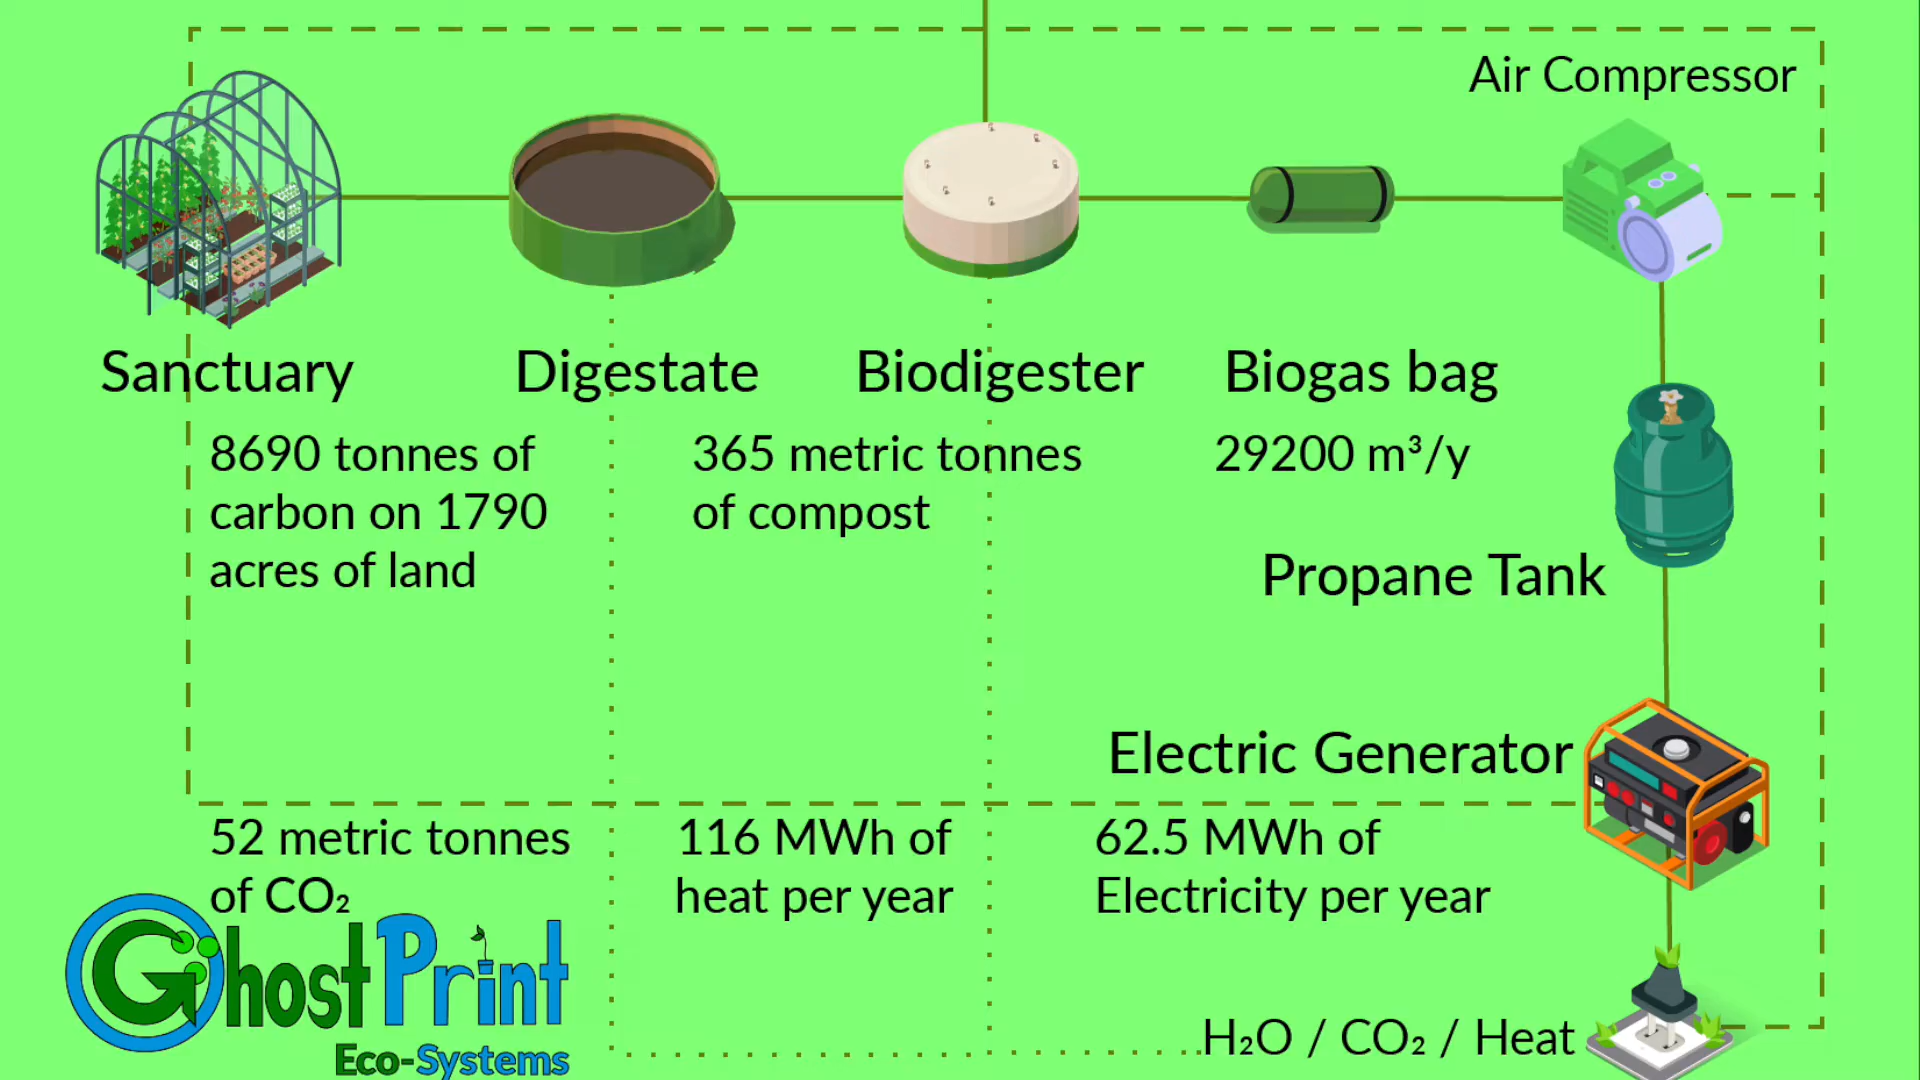 Air Compressor
Sanctuary
Digestate
Biodigester
Biogas bag
8690 tonnes of
carbon on 1790
acres of land
365 metric tonnes
of compost
29200 m³/y
Propane Tank
Electric Generator
52 metric tonnes
of CO₂
116 MWh of
heat per year
62.5 MWh of
Electricity per year
GhostPrint
Eco-Systems
H₂O / CO₂ / Heat